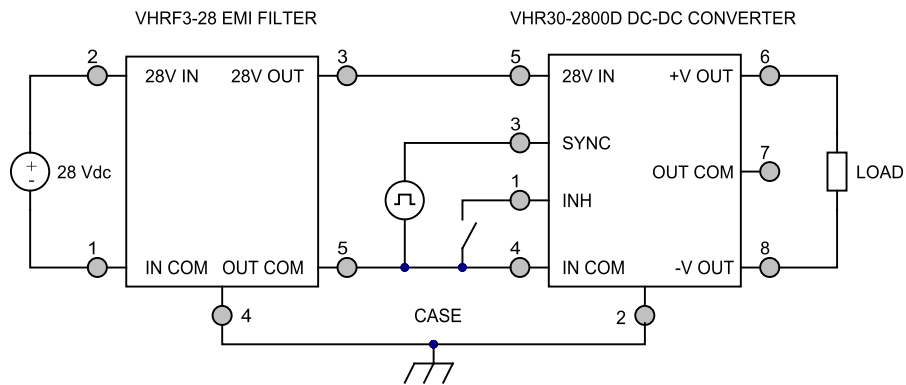 VHRF3-28 EMI FILTER
VHR30-2800D DC-DC CONVERTER
2
28V IN
28V OUT
3
5
28V IN
+V OUT
6
3
SYNC
+
-
28 Vdc
OUT COM
7
LOAD
1
INH
1
IN COM
OUT COM
5
4
IN COM
-V OUT
8
4
CASE
2